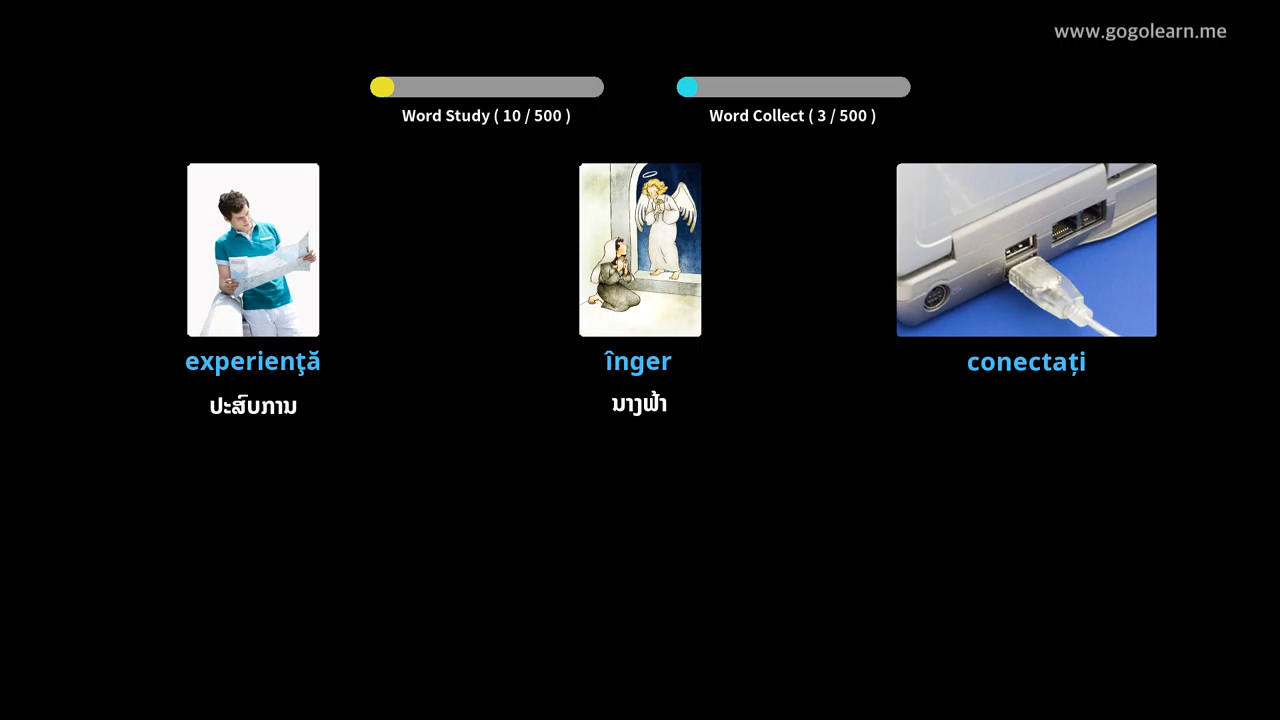 www.gogolearn.me
Word Study ( 10 / 500 )
Word Collect ( 3 / 500 )
experienţă
înger
conectați
ປະສົບການ
ນາງຟ້າ